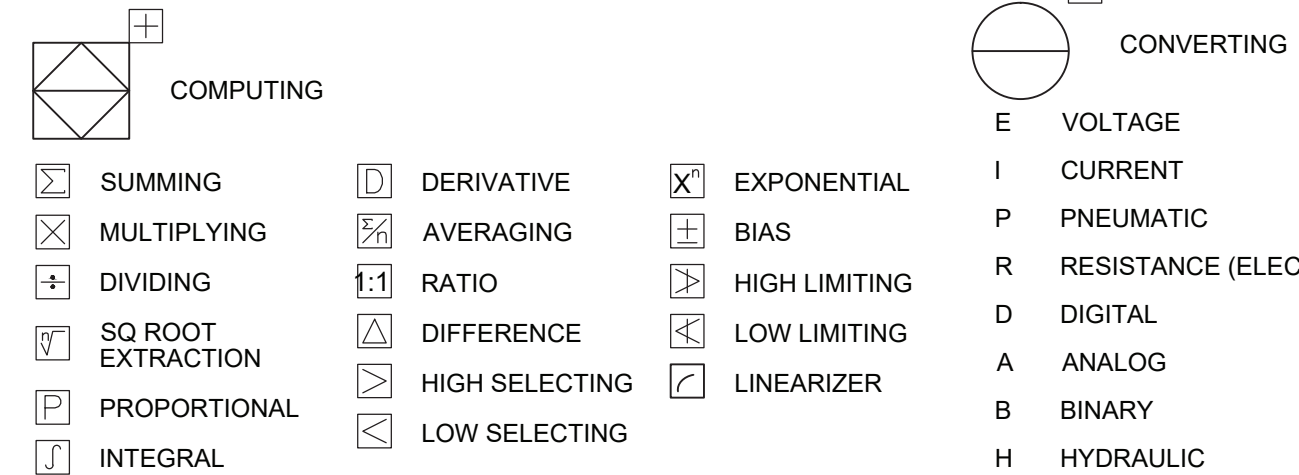 COMPUTING
Σ SUMMING
X MULTIPLYING
÷ DIVIDING
n√ SQ ROOT
EXTRACTION
P PROPORTIONAL
∫ INTEGRAL
D DERIVATIVE
Σ/n AVERAGING
1:1 RATIO
△ DIFFERENCE
> HIGH SELECTING
< LOW SELECTING
Xⁿ EXPONENTIAL
± BIAS
HIGH LIMITING
LOW LIMITING
LINEARIZER
CONVERTING
E VOLTAGE
I CURRENT
P PNEUMATIC
R RESISTANCE (ELEC
D DIGITAL
A ANALOG
B BINARY
H HYDRAULIC